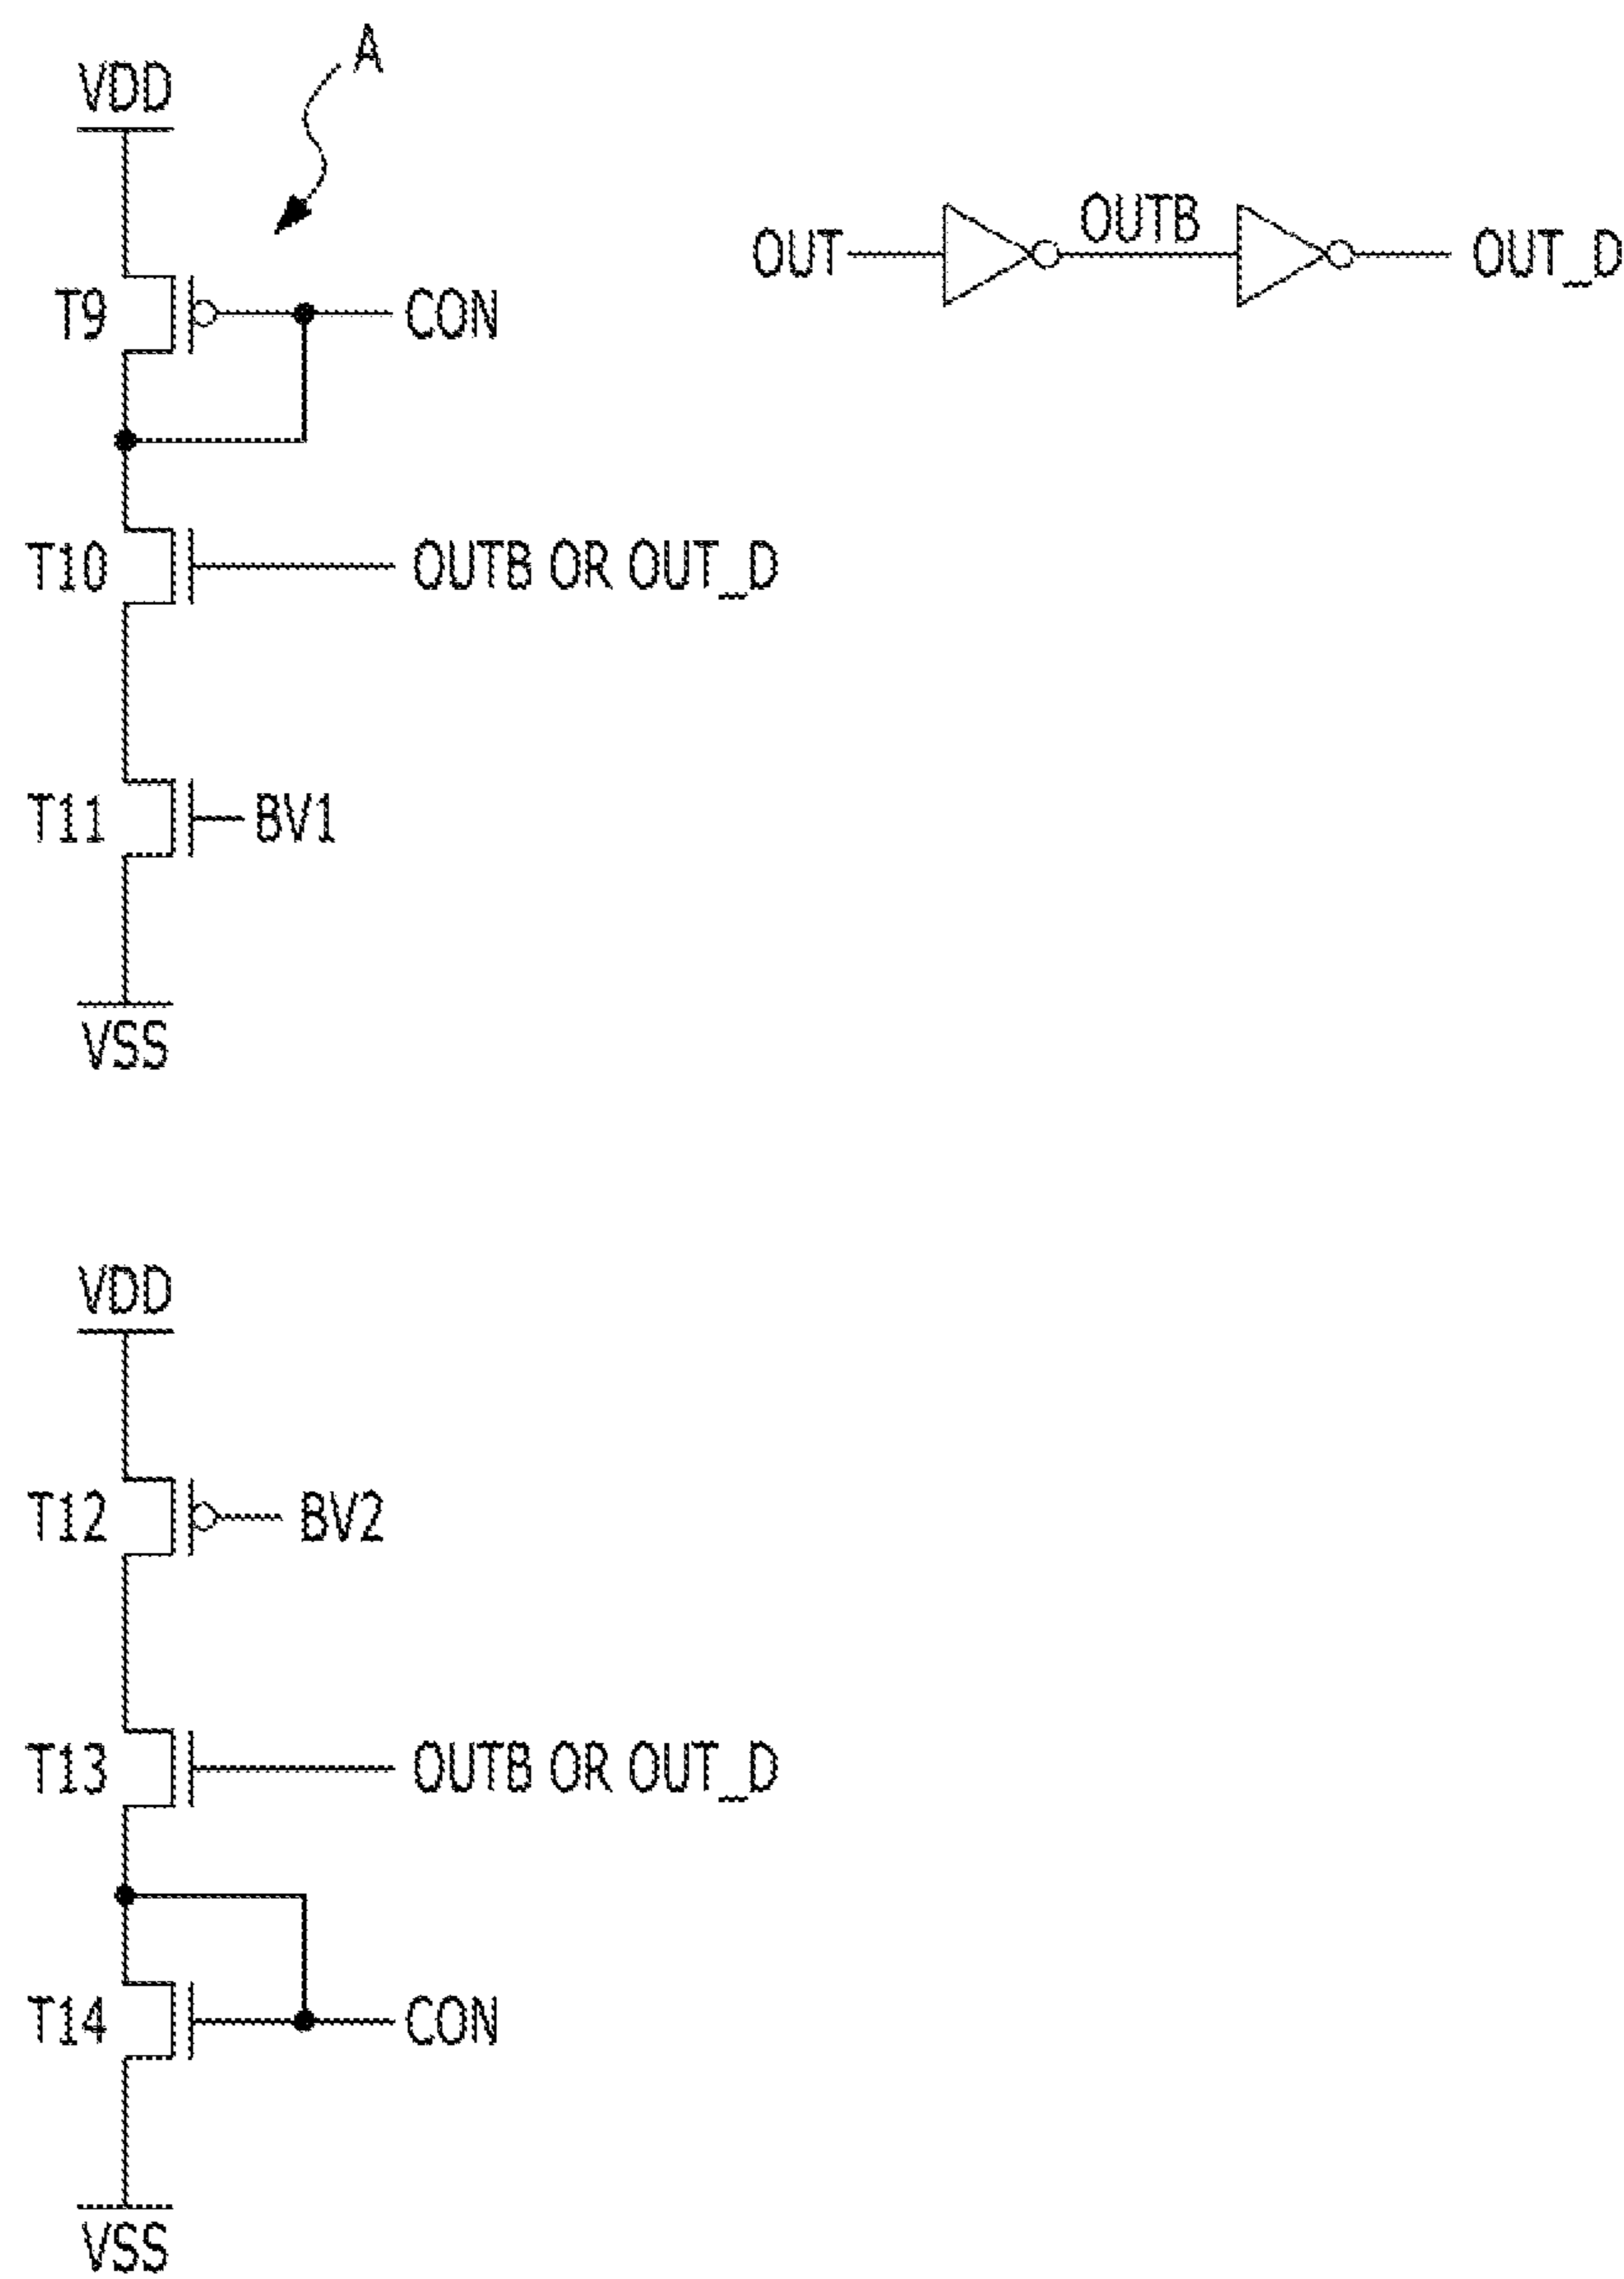 A
VDD
OUT OUTB OUT_D
T9 CON
T10 OUTB OR OUT_D
T11 BV1
VSS
VDD
T12 BV2
T13 OUTB OR OUT_D
T14 CON
VSS